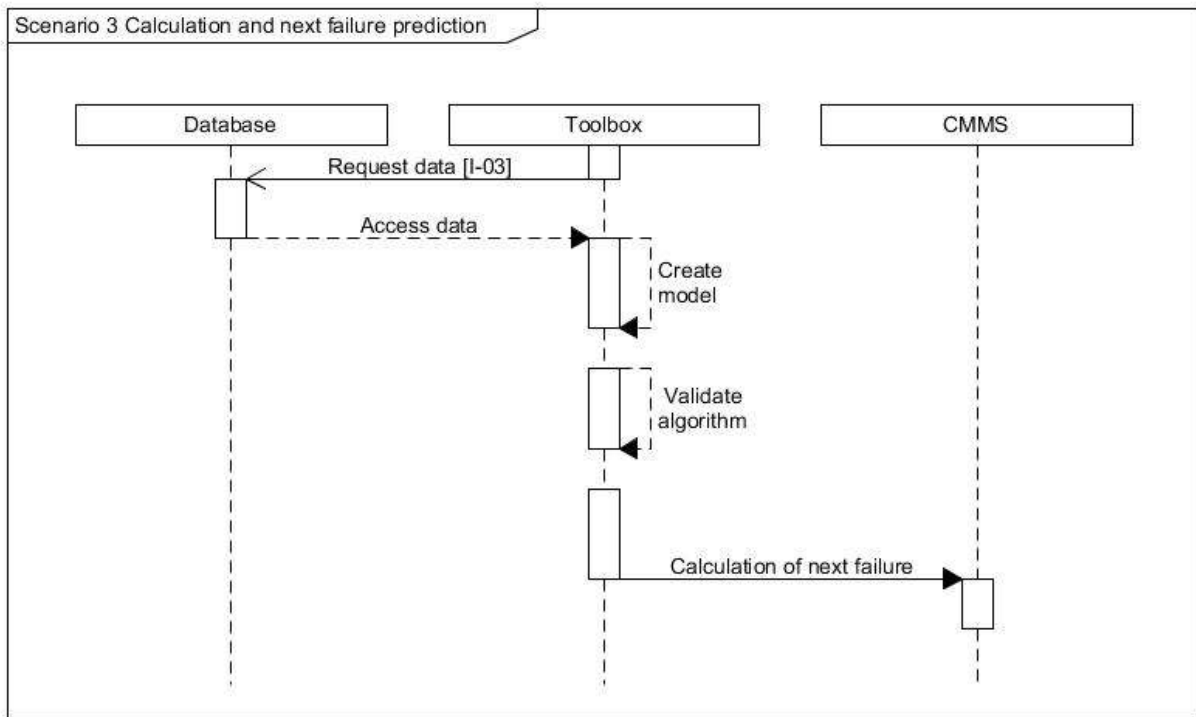 Scenario 3 Calculation and next failure prediction
Database
Toolbox
CMMS
Request data [I-03]
Access data
Create
model
Validate
algorithm
Calculation of next failure